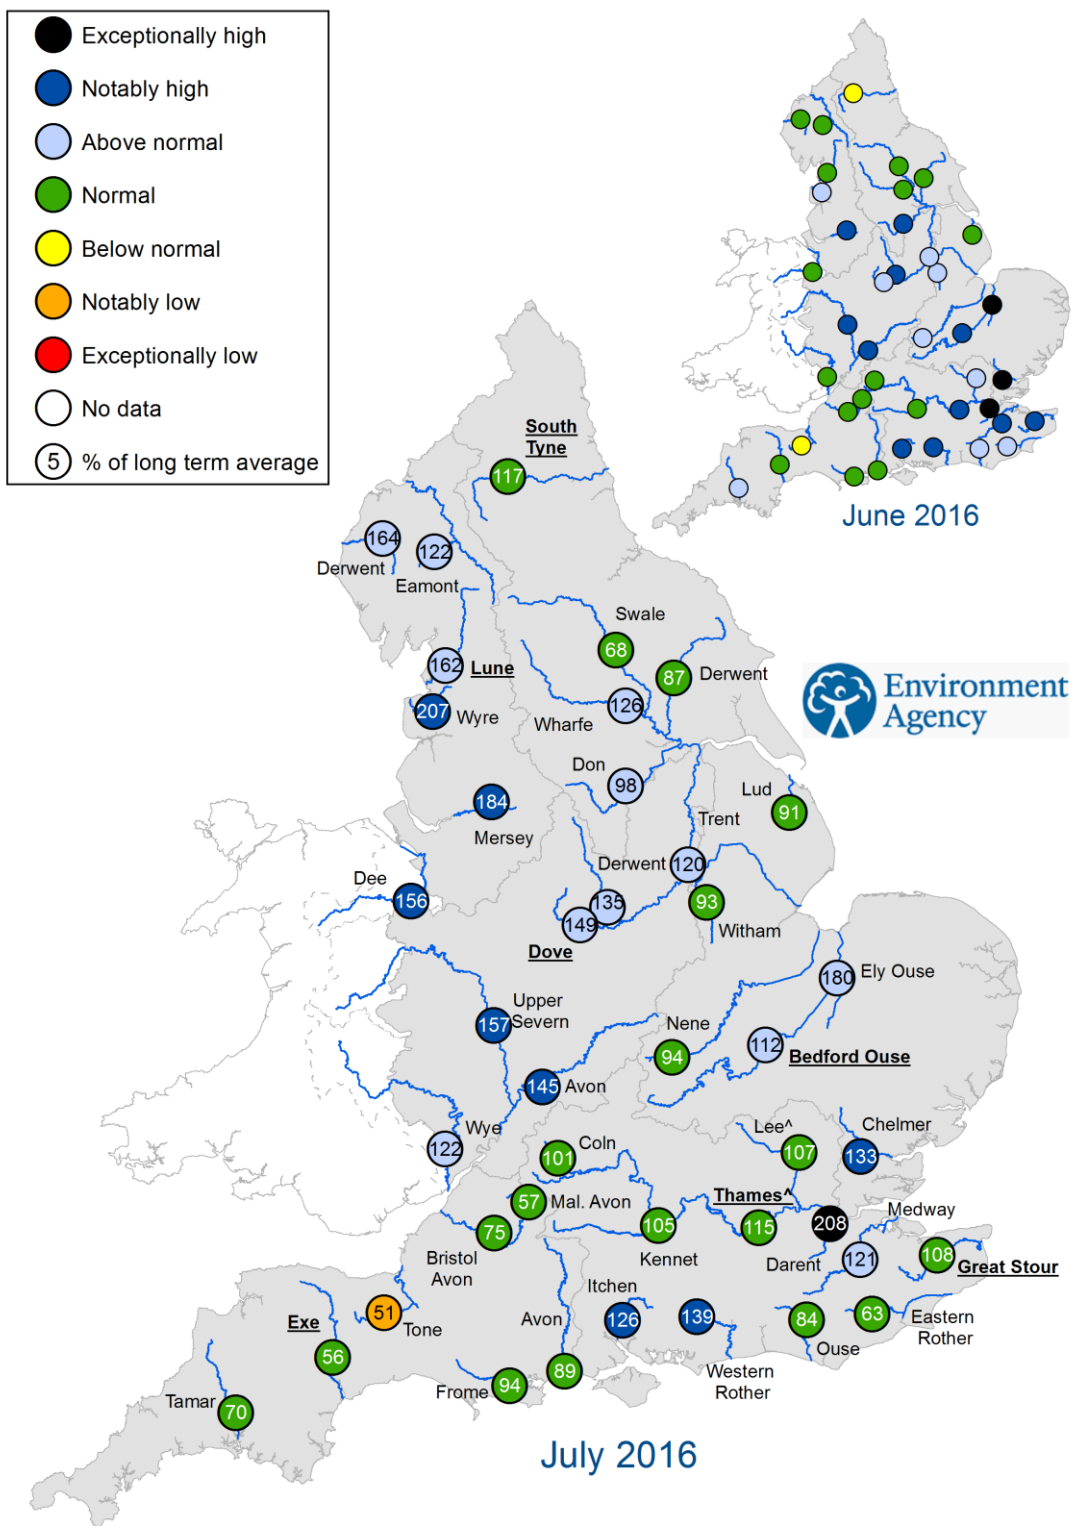 Exceptionally high
Notably high
Above normal
Normal
Below normal
Notably low
Exceptionally low
No data
5 % of long term average
June 2016
South
Tyne
117
164
Derwent
122
Eamont
Swale
68
162
Lune
87
Derwent
207
Wyre
126
Wharfe
Environment
Agency
Don
98
Lud
91
184
Mersey
Trent
Derwent
120
Dee
156
135
149
Dove
93
Witham
180
Ely Ouse
Upper
Severn
157
Nene
94
112
Bedford Ouse
145
Avon
Wye
122
Coln
101
Lee^
107
Chelmer
133
57
Mal. Avon
75
Bristol
Avon
105
Kennet
Thames^
115
208
Darent
Medway
121
108
Great Stour
Itchen
126
139
Western
Rother
84
Ouse
63
Eastern
Rother
51
Tone
Exe
56
Avon
89
Frome
94
Tamar
70
July 2016